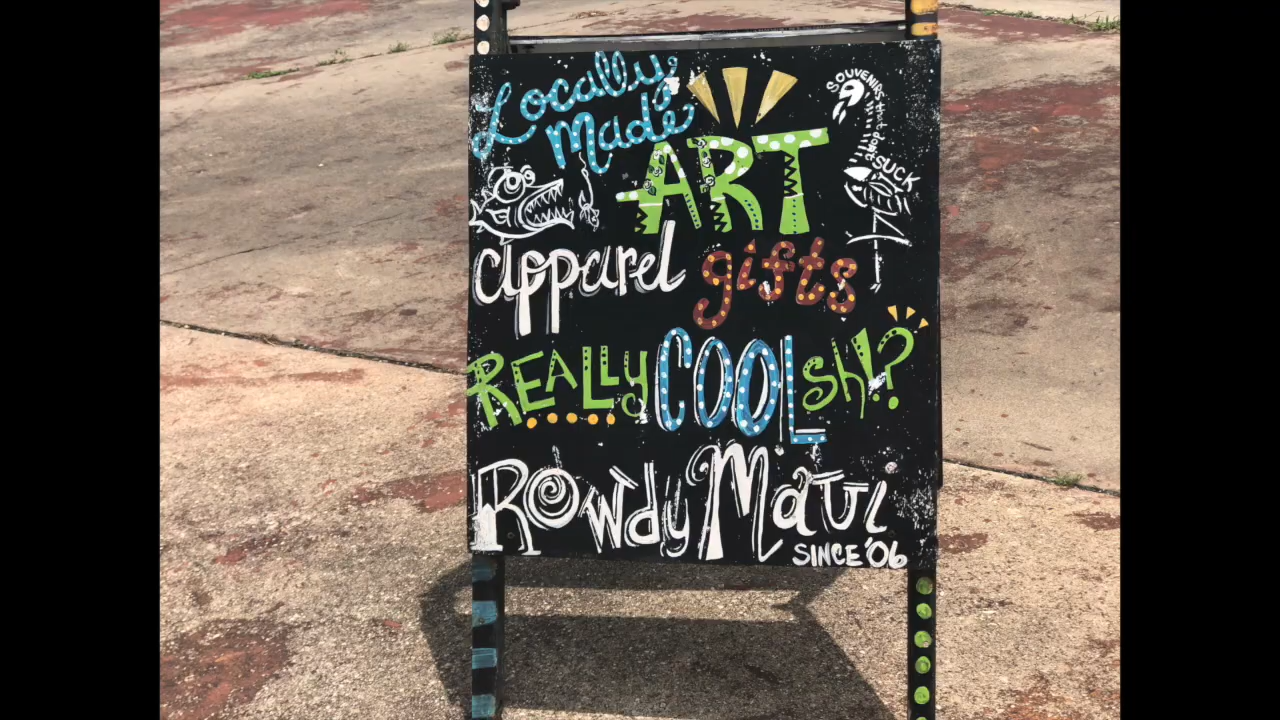 Locally
Made
ART
SOUVENIRS that don't SUCK
apparel gifts
REALLY COOL sh!?
Rowdy Maui
SINCE '06